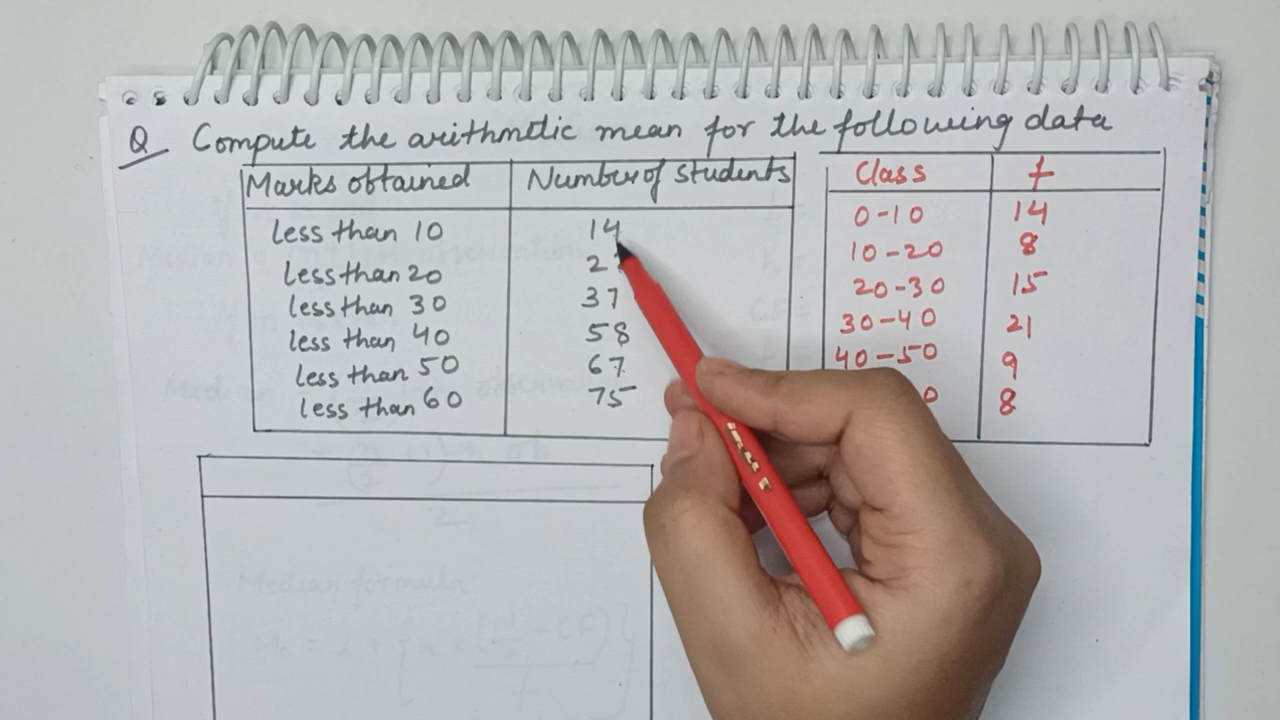 Q Compute the arithmetic mean for the following data
Marks obtained Number of students Class f
less than 10 14 0-10 14
less than 20 10-20 8
less than 30 37 20-30 15
less than 40 58 30-40 21
less than 50 67 40-50 9
less than 60 75 8
Median formula